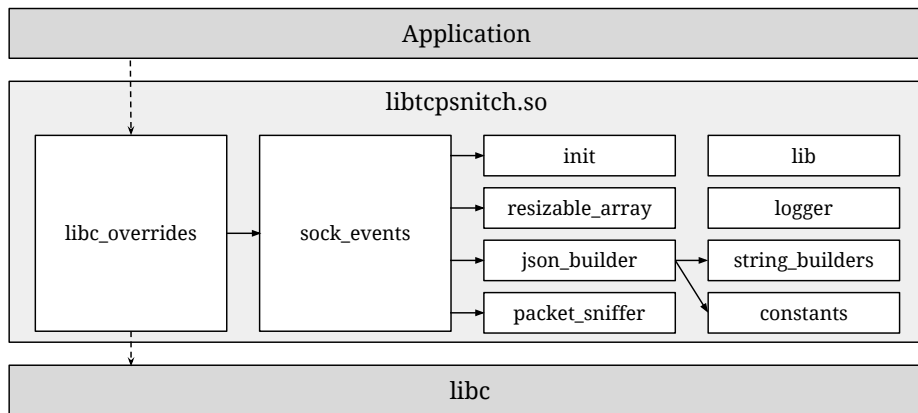 Application
libtcpsnitch.so
libc_overrides
sock_events
init
lib
resizable_array
logger
json_builder
string_builders
packet_sniffer
constants
libc